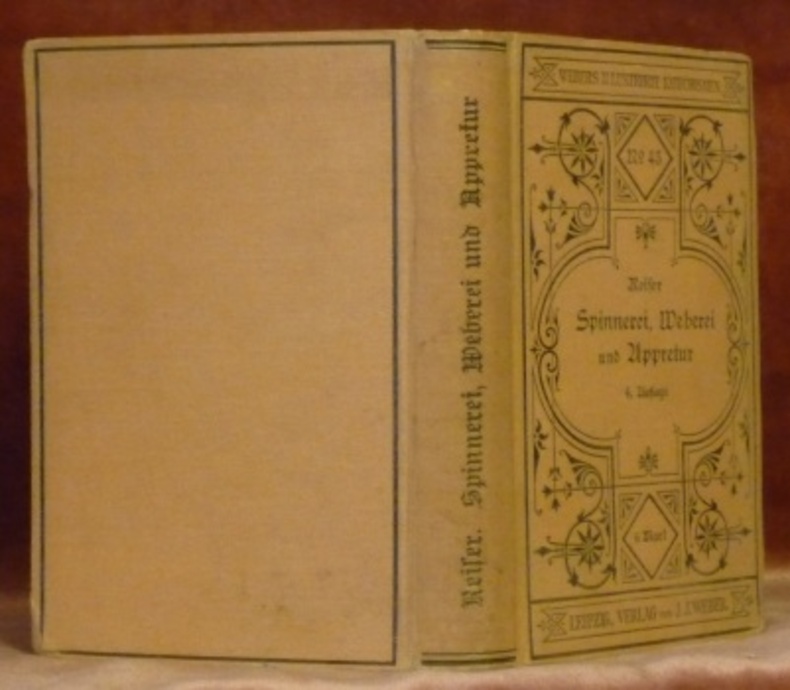 Reiser. Spinnerei, Weberei und Appretur
WEBERS ILLUSTRIERTE KATECHISMEN.
No 43
Reiser
Spinnerei, Weberei
und Appretur
4. Auflage
Mark
LEIPZIG, VERLAG von J. J. WEBER.